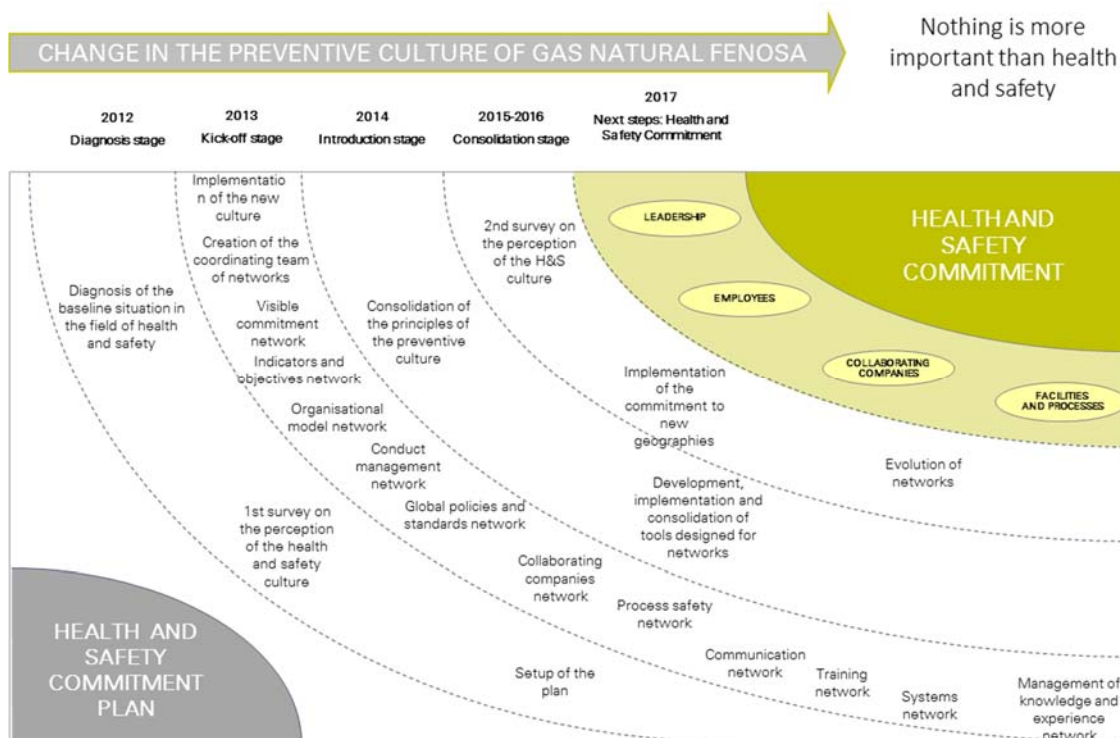 CHANGE IN THE PREVENTIVE CULTURE OF GAS NATURAL FENOSA
Nothing is more
important than health
and safety
2012
Diagnosis stage
2013
Kick-off stage
2014
Introduction stage
2015-2016
Consolidation stage
2017
Next steps: Health and
Safety Commitment
Diagnosis of the
baseline situation in
the field of health
and safety
1st survey on
the perception
of the health
and safety
culture
Setup of the
plan
Implementatio
n of the new
culture
Creation of the
coordinating team
of networks
Visible
commitment
network
Indicators and
objectives network
Organisational
model network
Conduct
management
network
Global policies and
standards network
Collaborating
companies
network
Process safety
network
Communication
network
Training
network
Systems
network
Management of
knowledge and
experience
network
Consolidation of
the principles of
the preventive
culture
Development,
implementation and
consolidation of
tools designed for
networks
2nd survey on
the perception
of the H&S
culture
Implementation
of the
commitment to
new
geographies
Evolution of
networks
LEADERSHIP
EMPLOYEES
COLLABORATING
COMPANIES
FACILITIES
AND PROCESSES
HEALTH AND
SAFETY
COMMITMENT
HEALTH AND
SAFETY
COMMITMENT
PLAN